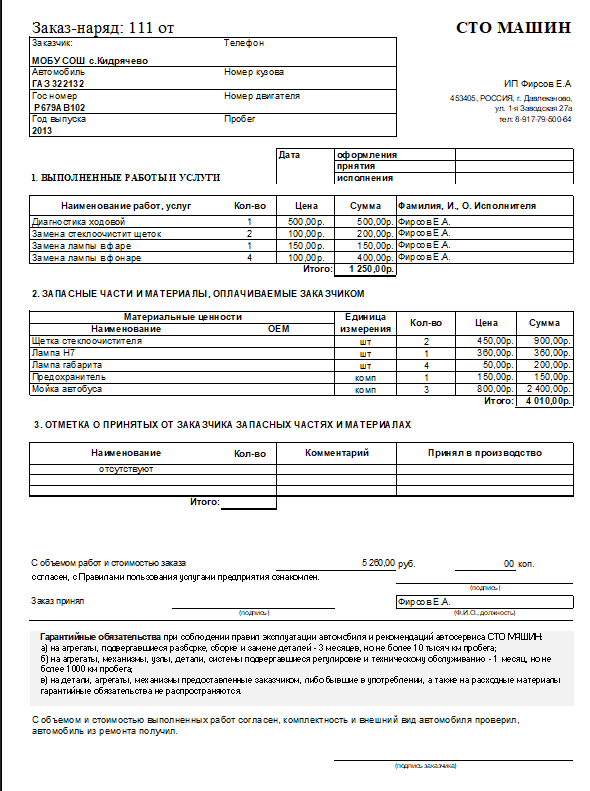 Заказ-наряд: 111 от СТО МАШИН
Заказчик: Телефон
МОБУ СОШ с.Кидрячево
Автомобиль Номер кузова
ГАЗ 322132
ИП Фирсов Е.А
Гос номер Номер двигателя
453405, РОССИЯ, г. Давлеканово,
Р679АВ102
ул. 1-я Заводская 27а
Год выпуска Пробег
тел: 8-917-79-500-64
2013
Дата оформления
принятия
1. ВЫПОЛНЕННЫЕ РАБОТЫ И УСЛУГИ исполнения
Наименование работ, услуг Кол-во Цена Сумма Фамилия, И., О. Исполнителя
Диагностика ходовой 1 500,00р. 500,00р. Фирсов Е.А.
Замена стеклоочистит щеток 2 100,00р. 200,00р. Фирсов Е.А.
Замена лампы в фаре 1 150,00р. 150,00р. Фирсов Е.А.
Замена лампы в фонаре 4 100,00р. 400,00р. Фирсов Е.А.
Итого: 1 250,00р.
2. ЗАПАСНЫЕ ЧАСТИ И МАТЕРИАЛЫ, ОПЛАЧИВАЕМЫЕ ЗАКАЗЧИКОМ
Материальные ценности Единица измерения Кол-во Цена Сумма
Наименование ОЕМ
Щетка стеклоочистителя шт 2 450,00р. 900,00р.
Лампа H7 шт 1 360,00р. 360,00р.
Лампа габарита шт 4 50,00р. 200,00р.
Предохранитель комп 1 150,00р. 150,00р.
Мойка автобуса комп 3 800,00р. 2 400,00р.
Итого: 4 010,00р.
3. ОТМЕТКА О ПРИНЯТЫХ ОТ ЗАКАЗЧИКА ЗАПАСНЫХ ЧАСТЯХ И МАТЕРИАЛАХ
Наименование Кол-во Комментарий Принял в производство
отсутствуют
Итого:
С объемом работ и стоимостью заказа 5 260,00 руб. 00 коп.
согласен, с Правилами пользования услугами предприятия ознакомлен.
(подпись)
Заказ принял Фирсов Е.А.
(подпись) (Ф.И.О., должность)
Гарантийные обязательства при соблюдении правил эксплуатации автомобиля и рекомендаций автосервиса СТО МАШИН:
а) на агрегаты, подвергавшиеся разборке, сборке и замене деталей - 3 месяцев, но не более 10 тысяч км пробега;
б) на агрегаты, механизмы, узлы, детали, системы подвергавшиеся регулировке и техническому обслуживанию - 1 месяц, но не
более 1000 км пробега;
в) на детали, агрегаты, механизмы предоставленные заказчиком, либо бывшие в употреблении, а также на расходные материалы
гарантийные обязательства не распространяются.
С объемом и стоимостью выполненных работ согласен, комплектность и внешний вид автомобиля проверил,
автомобиль из ремонта получил.
(подпись заказчика)